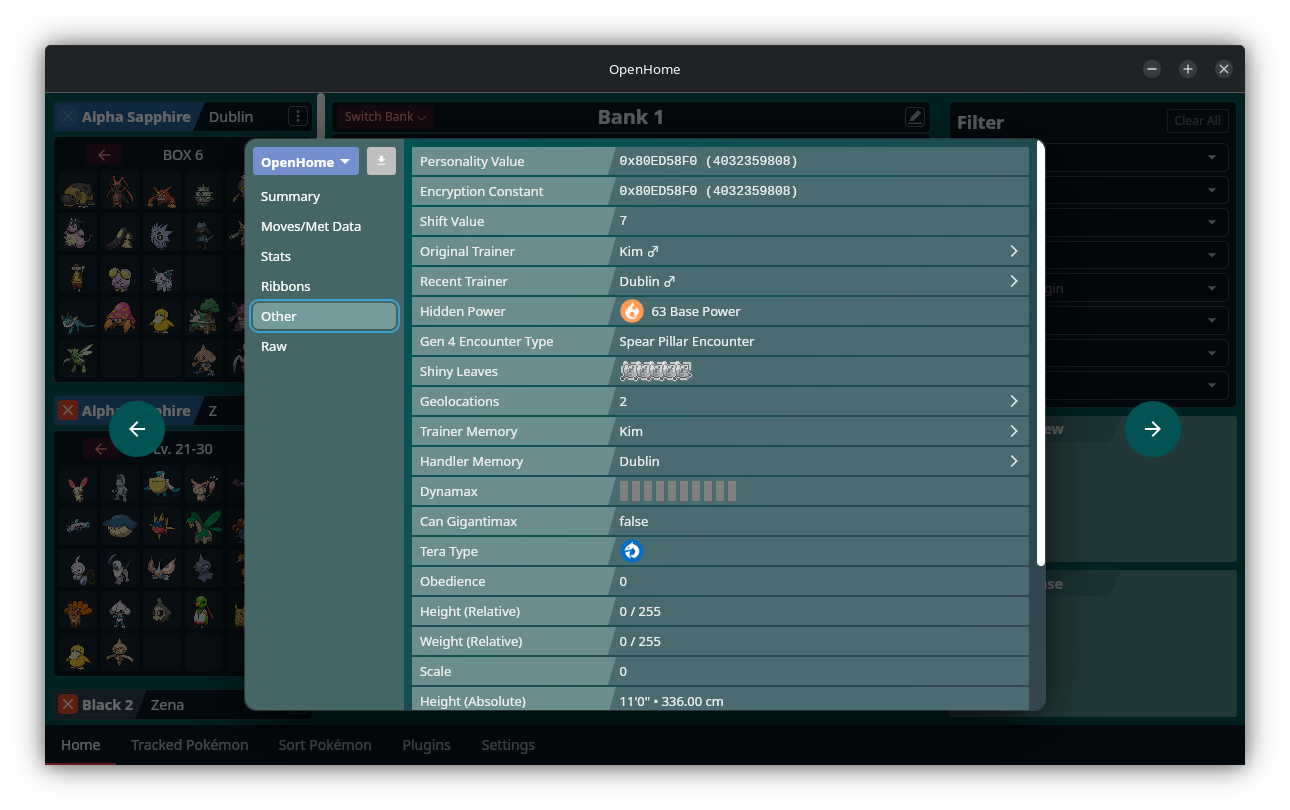 OpenHome
Alpha Sapphire Dublin
BOX 6
Switch Bank
Bank 1
Filter
Clear All
OpenHome
Summary
Moves/Met Data
Stats
Ribbons
Other
Raw
Personality Value 0x80ED58F0 (4032359808)
Encryption Constant 0x80ED58F0 (4032359808)
Shift Value 7
Original Trainer Kim ♂
Recent Trainer Dublin ♂
Hidden Power 63 Base Power
Gen 4 Encounter Type Spear Pillar Encounter
Shiny Leaves
Geolocations 2
Trainer Memory Kim
Handler Memory Dublin
Dynamax
Can Gigantimax false
Tera Type
Obedience 0
Height (Relative) 0 / 255
Weight (Relative) 0 / 255
Scale 0
Height (Absolute) 11'0" • 336.00 cm
Z
Lv. 21-30
Black 2 Zena
Home Tracked Pokémon Sort Pokémon Plugins Settings